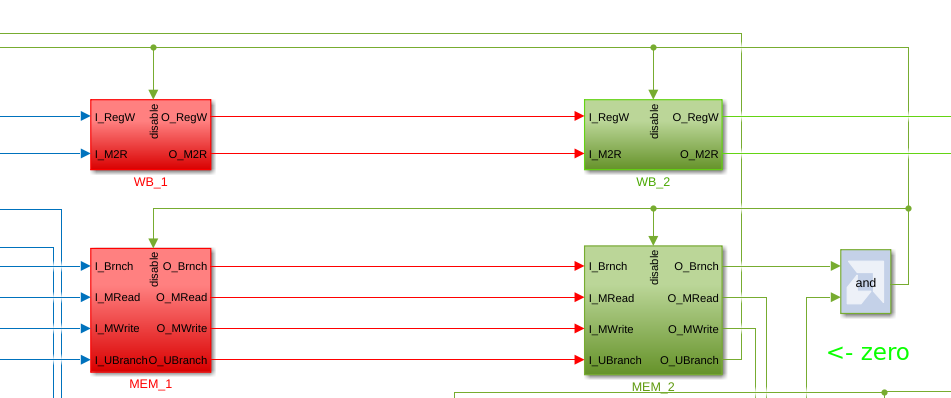 disable
I_RegW
O_RegW
I_M2R
O_M2R
WB_1
disable
I_RegW
O_RegW
I_M2R
O_M2R
WB_2
disable
I_Brnch
O_Brnch
I_MRead
O_MRead
I_MWrite
O_MWrite
I_UBranch
O_UBranch
MEM_1
disable
I_Brnch
O_Brnch
I_MRead
O_MRead
I_MWrite
O_MWrite
I_UBranch
O_UBranch
MEM_2
and
<- zero